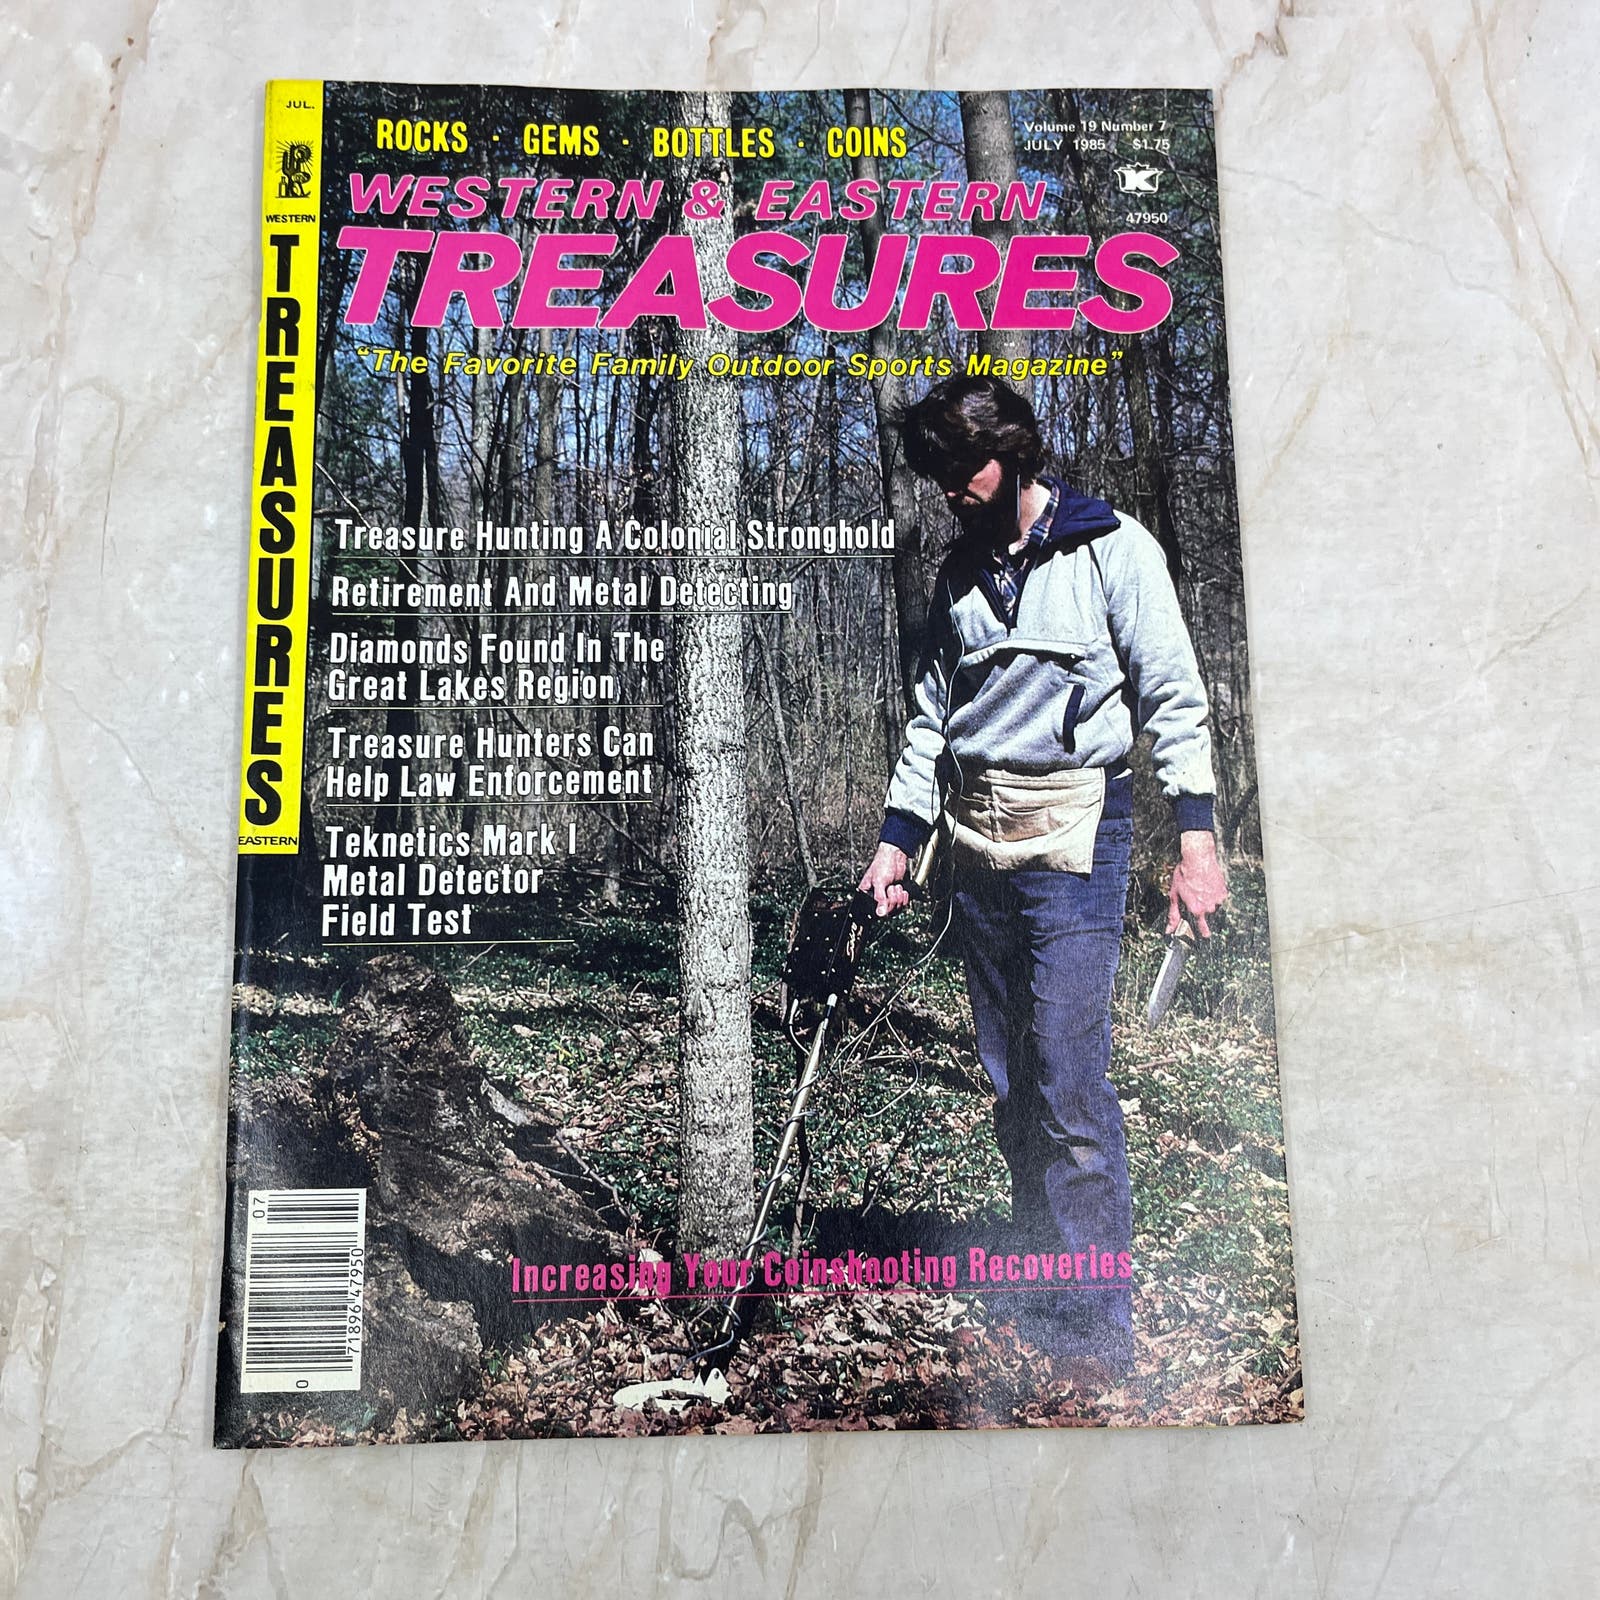 JUL.
WESTERN
TREASURES
EASTERN
ROCKS · GEMS · BOTTLES · COINS
Volume 19 Number 7
JULY 1985 $1.75
K
47950
WESTERN & EASTERN
TREASURES
“The Favorite Family Outdoor Sports Magazine”
Treasure Hunting A Colonial Stronghold
Retirement And Metal Detecting
Diamonds Found In The
Great Lakes Region
Treasure Hunters Can
Help Law Enforcement
Teknetics Mark I
Metal Detector
Field Test
Increasing Your Coinshooting Recoveries
07
71896 47950
0